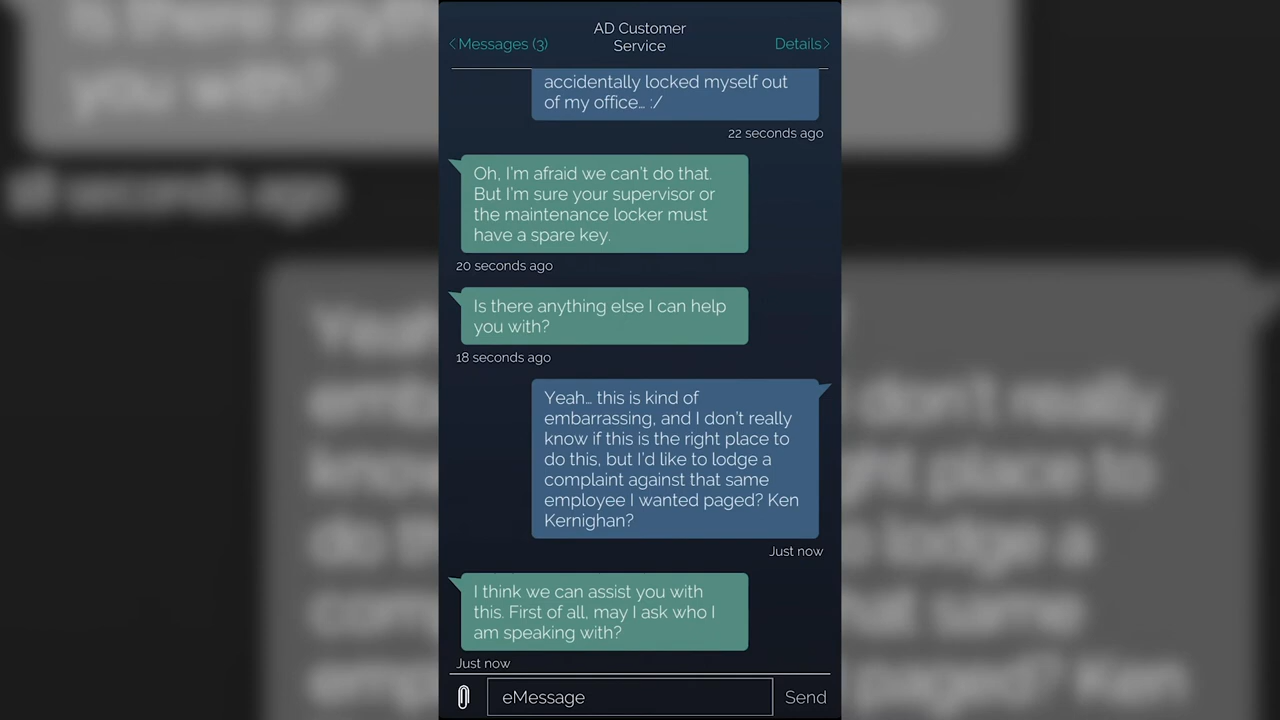 AD Customer
Service
Messages (3)
Details
accidentally locked myself out
of my office… :/
22 seconds ago
Oh, I'm afraid we can't do that.
But I'm sure your supervisor or
the maintenance locker must
have a spare key.
20 seconds ago
Is there anything else I can help
you with?
18 seconds ago
Yeah… this is kind of
embarrassing, and I don't really
know if this is the right place to
do this, but I'd like to lodge a
complaint against that same
employee I wanted paged? Ken
Kernighan?
Just now
I think we can assist you with
this. First of all, may I ask who I
am speaking with?
Just now
eMessage
Send